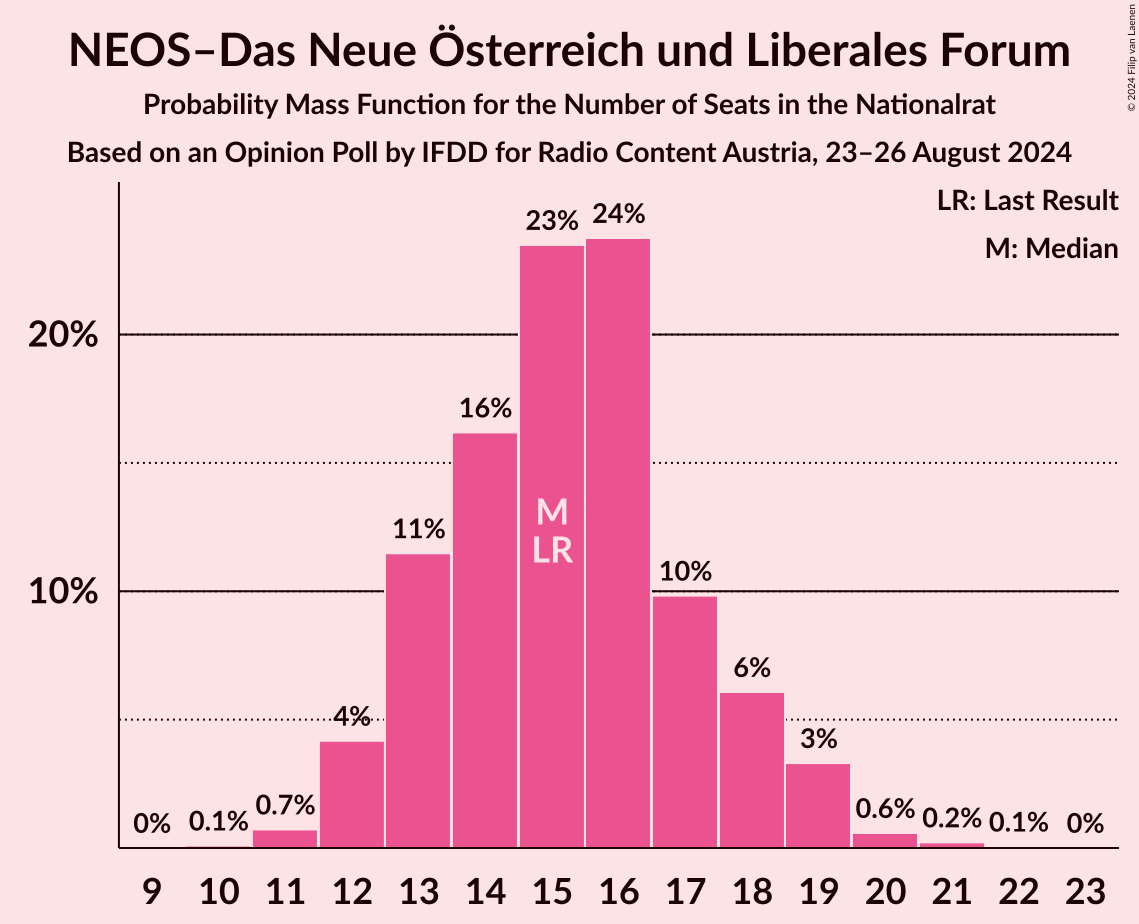 NEOS–Das Neue Österreich und Liberales Forum
Probability Mass Function for the Number of Seats in the Nationalrat
Based on an Opinion Poll by IFDD for Radio Content Austria, 23–26 August 2024
© 2024 Filip van Laenen
LR: Last Result
M: Median
20%
10%
0% 0.1% 0.7% 4% 11% 16% 23% 24% 10% 6% 3% 0.6% 0.2% 0.1% 0%
M
LR
9 10 11 12 13 14 15 16 17 18 19 20 21 22 23